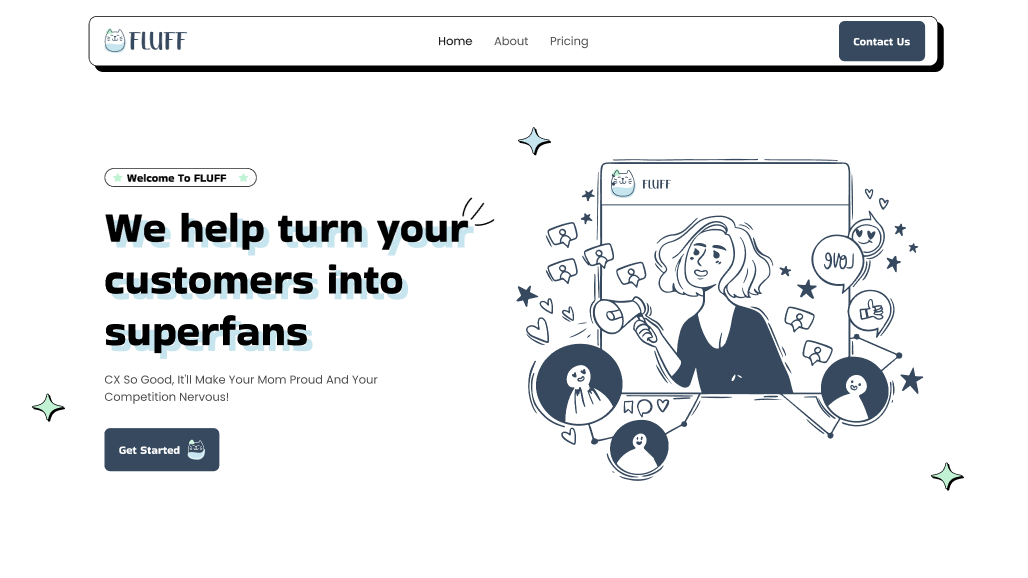 FLUFF
Home About Pricing
Contact Us
Welcome To FLUFF
We help turn your
customers into
superfans
CX So Good, It'll Make Your Mom Proud And Your
Competition Nervous!
Get Started
FLUFF
LOVE